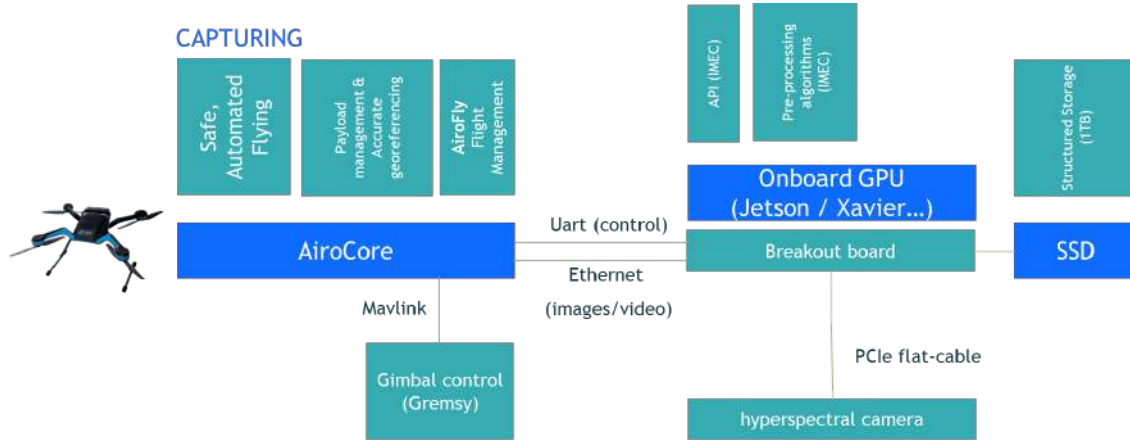 CAPTURING
Safe,
Automated
Flying
Payload
management &
Accurate
georeferencing
AiroFly
Flight
Management
API (IMEC)
Pre-processing
algorithms
(IMEC)
Structured Storage
(1TB)
Onboard GPU
(Jetson / Xavier...)
AiroCore
Uart (control)
Ethernet
(images/video)
Breakout board
SSD
Mavlink
PCIe flat-cable
Gimbal control
(Gremsy)
hyperspectral camera